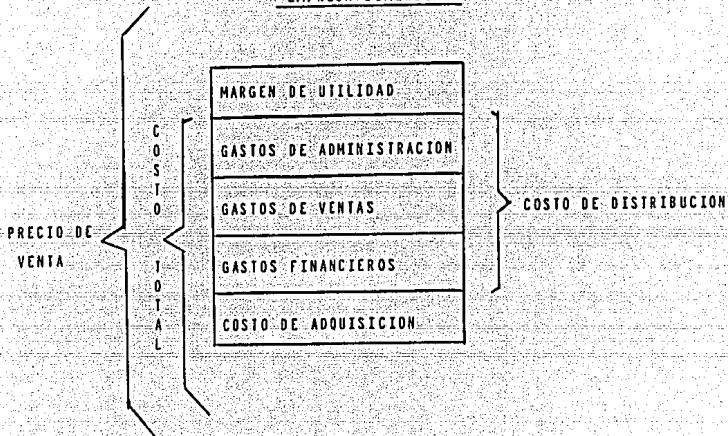 MARGEN DE UTILIDAD
GASTOS DE ADMINISTRACION
GASTOS DE VENTAS
GASTOS FINANCIEROS
COSTO DE ADQUISICION
COSTO TOTAL
PRECIO DE
VENTA
COSTO DE DISTRIBUCION